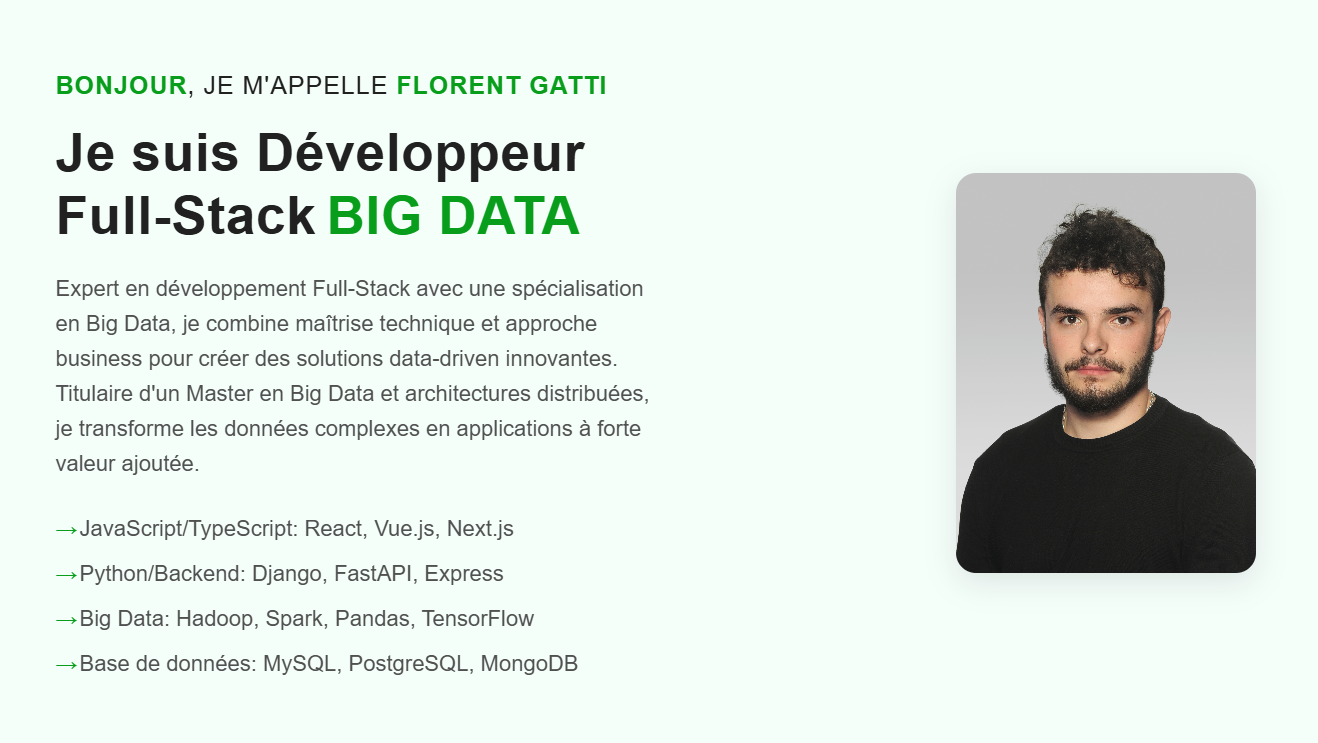 BONJOUR, JE M'APPELLE FLORENT GATTI
Je suis Développeur
Full-Stack BIG DATA
Expert en développement Full-Stack avec une spécialisation
en Big Data, je combine maîtrise technique et approche
business pour créer des solutions data-driven innovantes.
Titulaire d'un Master en Big Data et architectures distribuées,
je transforme les données complexes en applications à forte
valeur ajoutée.
→JavaScript/TypeScript: React, Vue.js, Next.js
→Python/Backend: Django, FastAPI, Express
→Big Data: Hadoop, Spark, Pandas, TensorFlow
→Base de données: MySQL, PostgreSQL, MongoDB